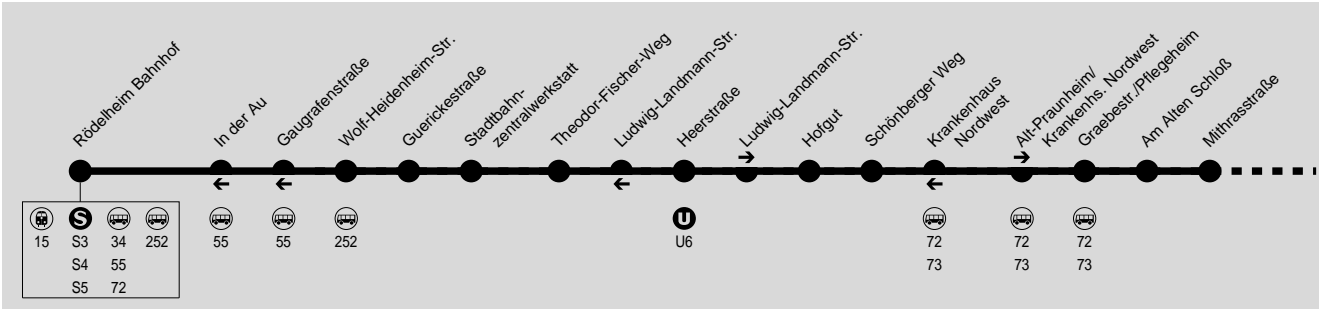 Rödelheim Bahnhof
In der Au
Gaugrafenstraße
Wolf-Heidenheim-Str.
Guerickestraße
Stadtbahn-
zentralwerkstatt
Theodor-Fischer-Weg
Ludwig-Landmann-Str.
Heerstraße
Ludwig-Landmann-Str.
Hofgut
Schönberger Weg
Krankenhaus
Nordwest
Alt-Praunheim/
Krankenhs. Nordwest
Graebestr./Pflegeheim
Am Alten Schloß
Mithrasstraße
S U
15 S3 34 252 55 55 252 U6 72 72 72
S4 55 73 73 73
S5 72